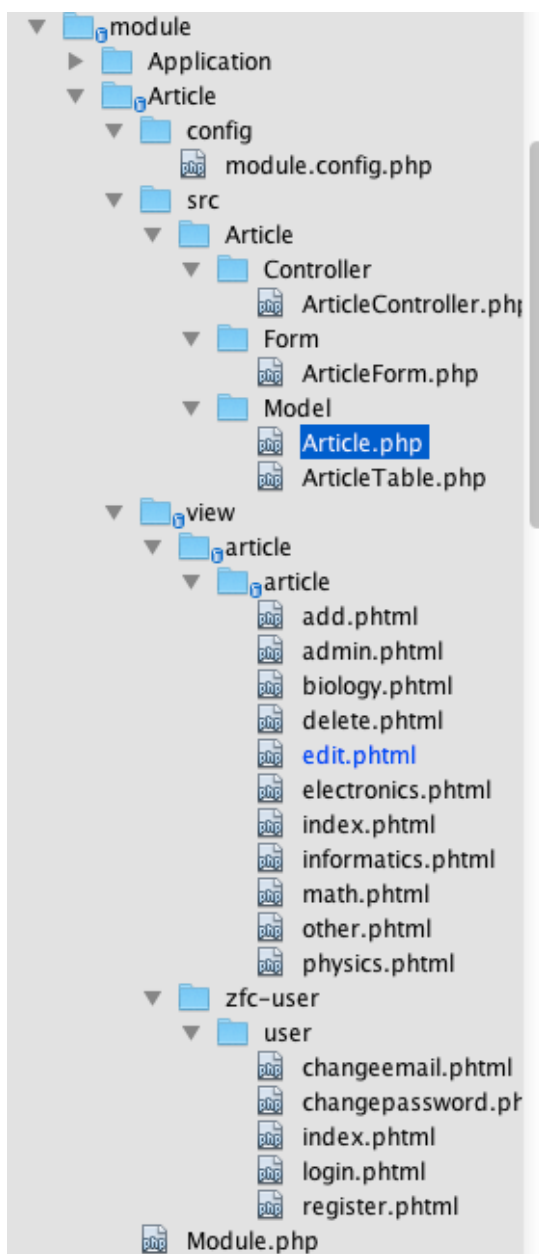 module
Application
Article
config
module.config.php
src
Article
Controller
ArticleController.php
Form
ArticleForm.php
Model
Article.php
ArticleTable.php
view
article
article
add.phtml
admin.phtml
biology.phtml
delete.phtml
edit.phtml
electronics.phtml
index.phtml
informatics.phtml
math.phtml
other.phtml
physics.phtml
zfc-user
user
changeemail.phtml
changepassword.ph
index.phtml
login.phtml
register.phtml
Module.php